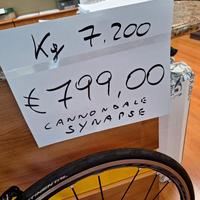 Kg 7.200
€ 799,00
CANNONDALE
SYNAPSE